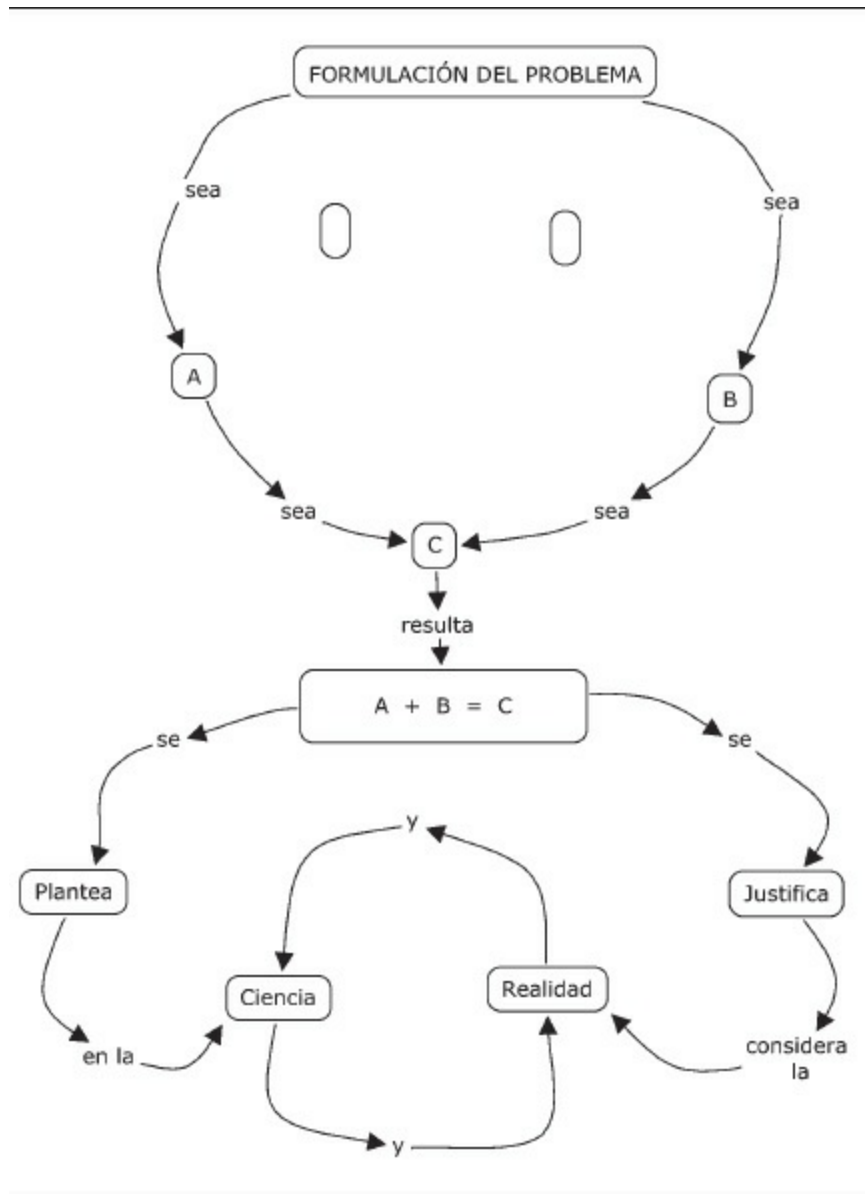 FORMULACIÓN DEL PROBLEMA
sea
sea
A
B
sea
sea
C
resulta
A + B = C
se
se
y
Plantea
Justifica
Ciencia
Realidad
en la
considera
la
y